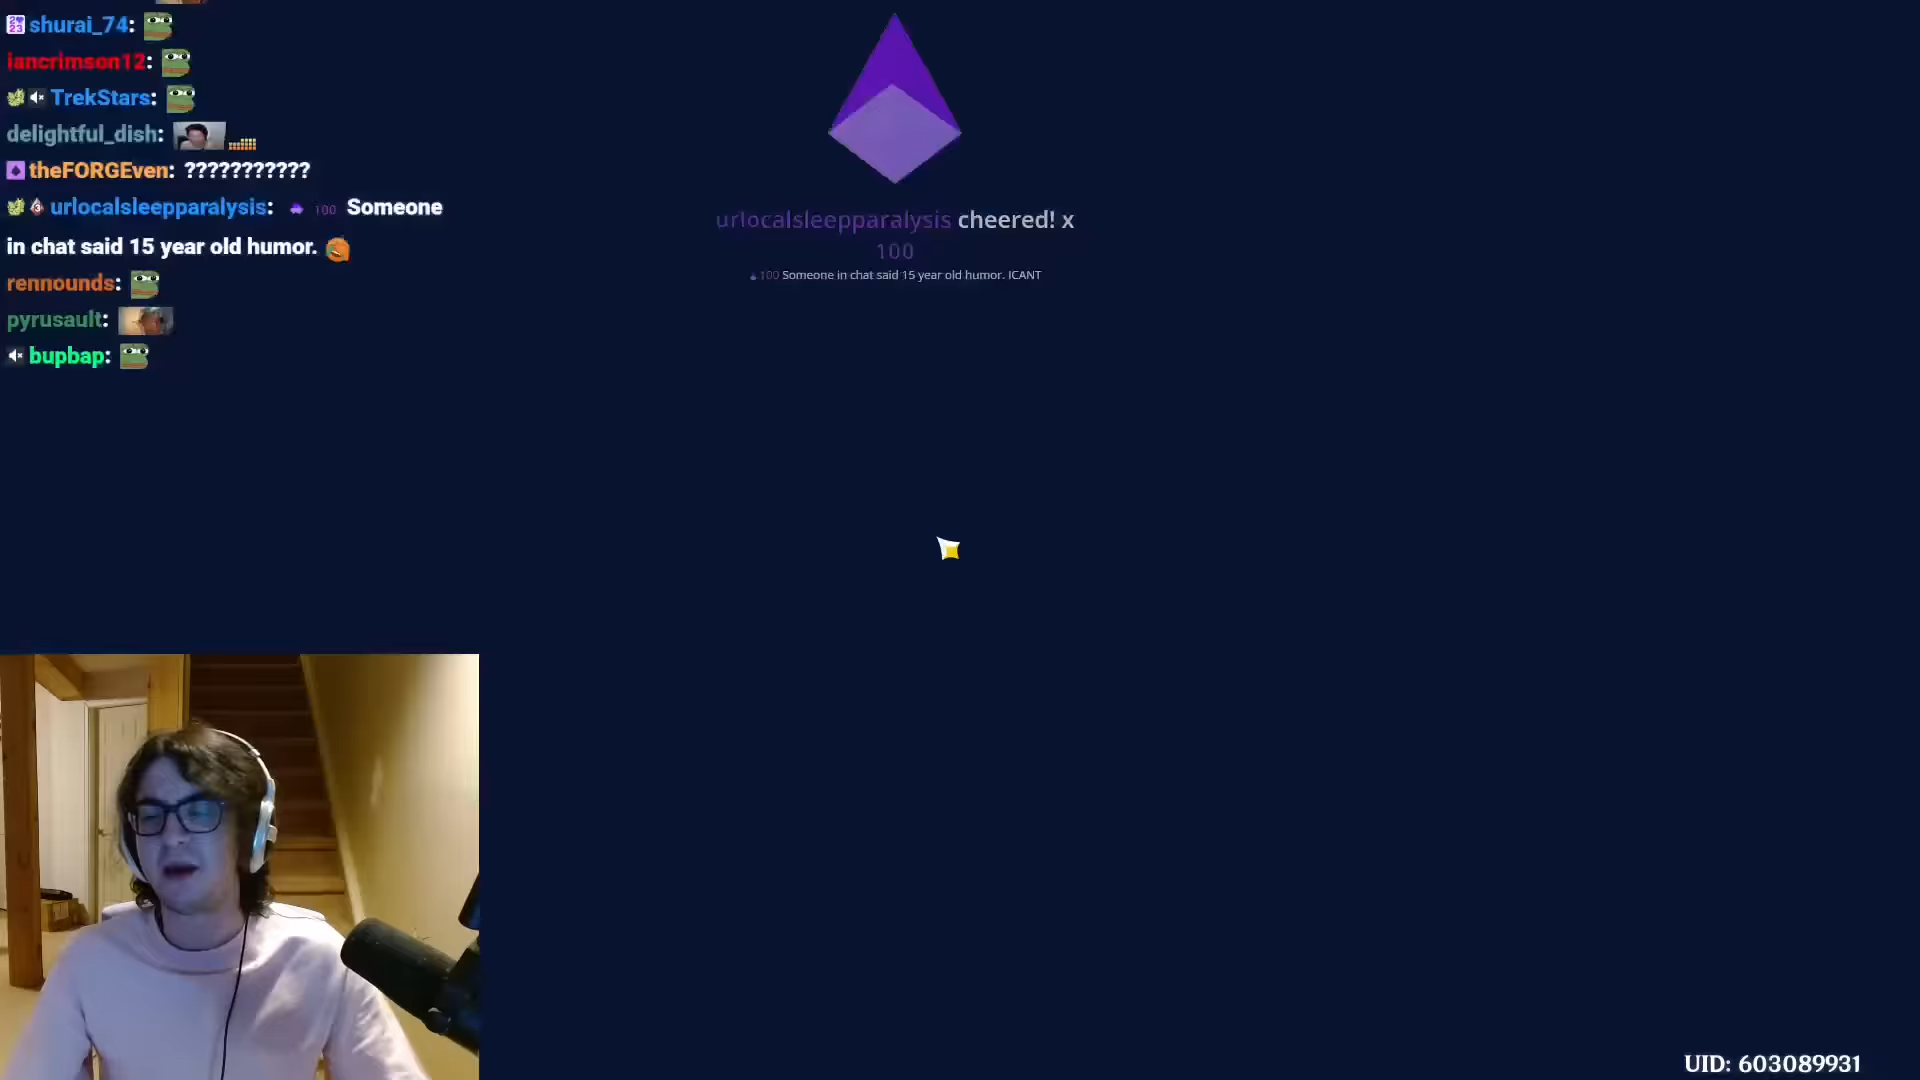 shurai_74:
iancrimson12:
TrekStars:
delightful_dish:
theFORGEven: ???????????
urlocalsleepparalysis: 100 Someone
in chat said 15 year old humor.
rennounds:
pyrusault:
bupbap:
urlocalsleepparalysis cheered! x
100
100 Someone in chat said 15 year old humor. ICANT
UID: 603089931